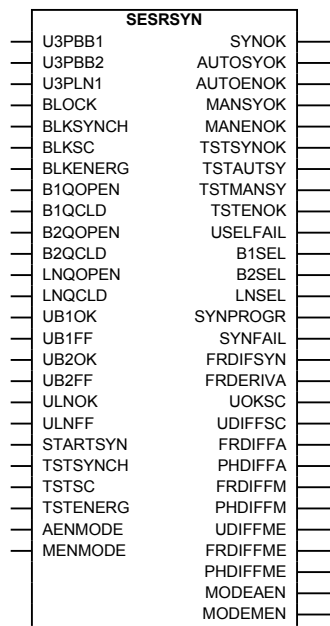 SESRSYN
U3PBB1 SYNOK
U3PBB2 AUTOSYOK
U3PLN1 AUTOENOK
BLOCK MANSYOK
BLKSYNCH MANENOK
BLKSC TSTSYNOK
BLKENERG TSTAUTSY
B1QOPEN TSTMANSY
B1QCLD TSTENOK
B2QOPEN USELFAIL
B2QCLD B1SEL
LNQOPEN B2SEL
LNQCLD LNSEL
UB1OK SYNPROGR
UB1FF SYNFAIL
UB2OK FRDIFSYN
UB2FF FRDERIVA
ULNOK UOKSC
ULNFF UDIFFSC
STARTSYN FRDIFFA
TSTSYNCH PHDIFFA
TSTSC FRDIFFM
TSTENERG PHDIFFM
AENMODE UDIFFME
MENMODE FRDIFFME
PHDIFFME
MODEAEN
MODEMEN